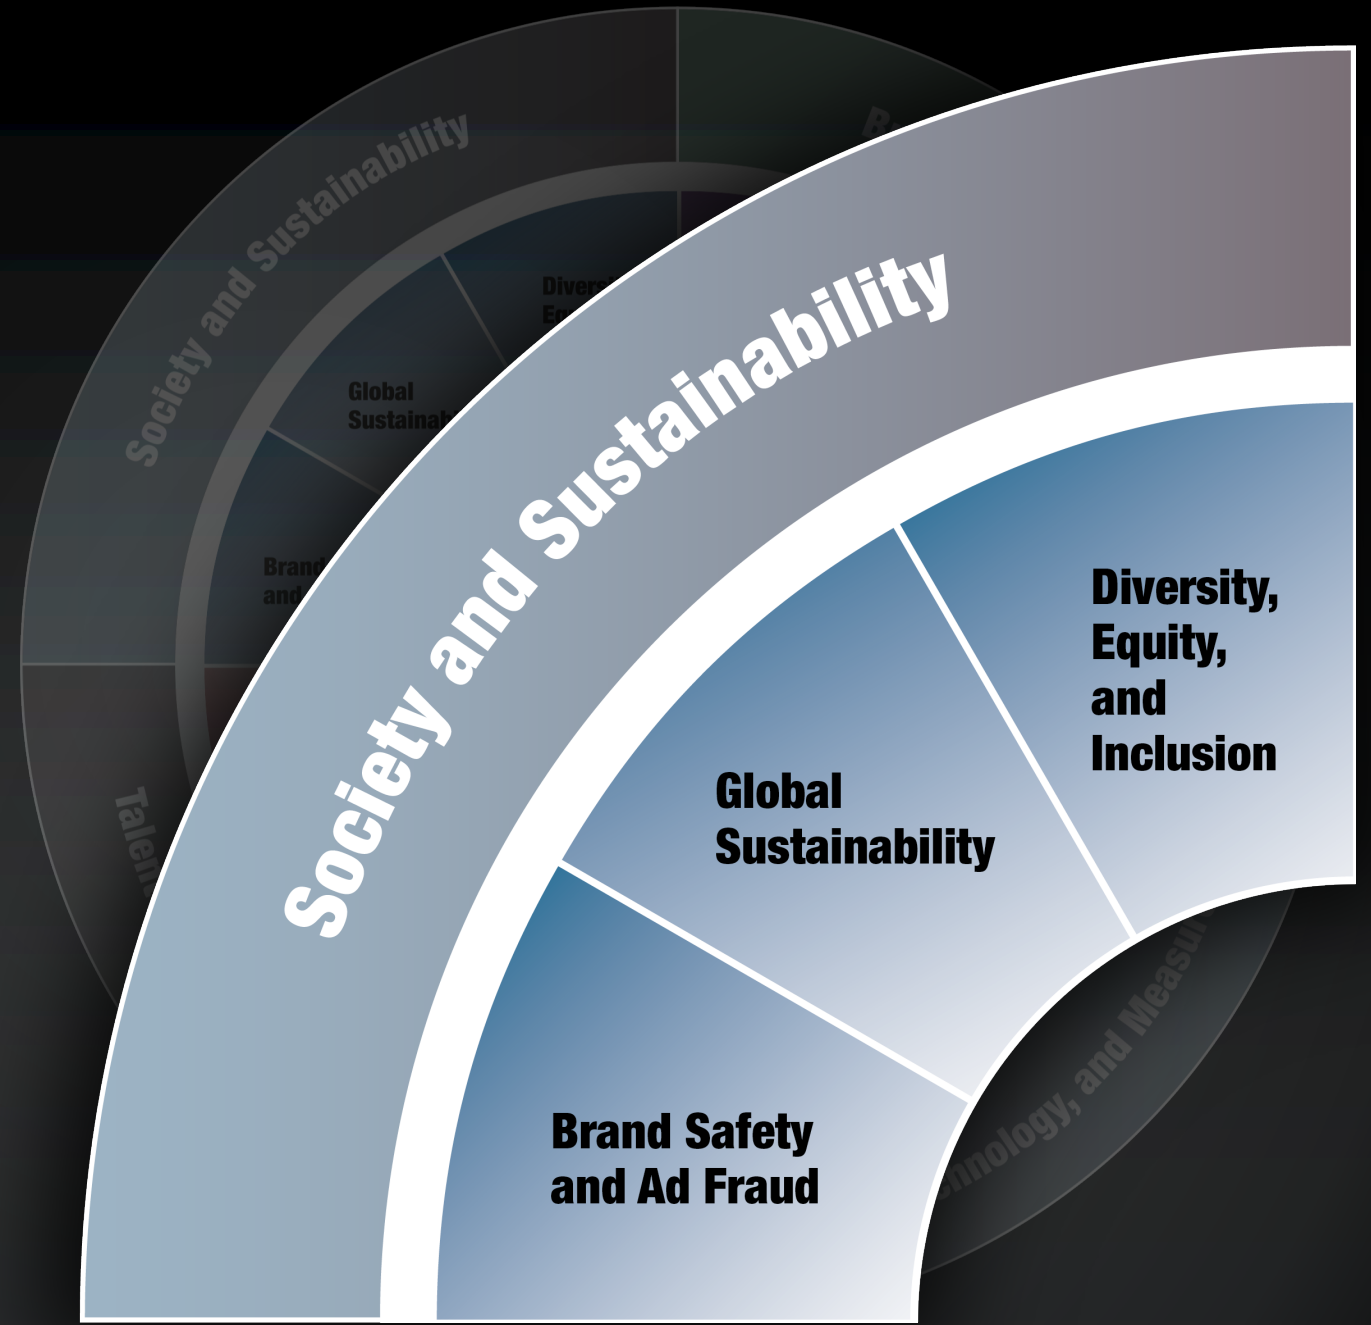 Society and Sustainability
Diversity,
Equity,
and
Inclusion
Global
Sustainability
Brand Safety
and Ad Fraud
Society and Sustainability
Global
Brand
and
and